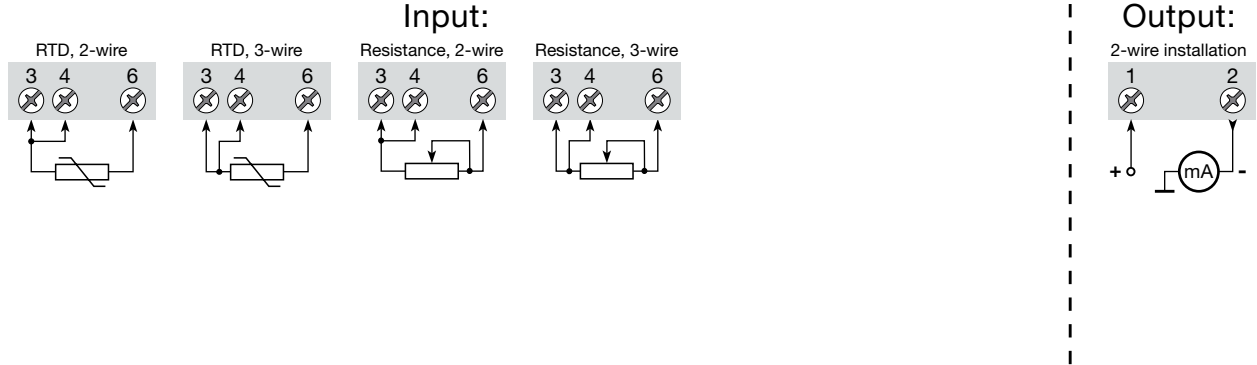 Input:
RTD, 2-wire
3 4 6
RTD, 3-wire
3 4 6
Resistance, 2-wire
3 4 6
Resistance, 3-wire
3 4 6
Output:
2-wire installation
1 2
+ mA -